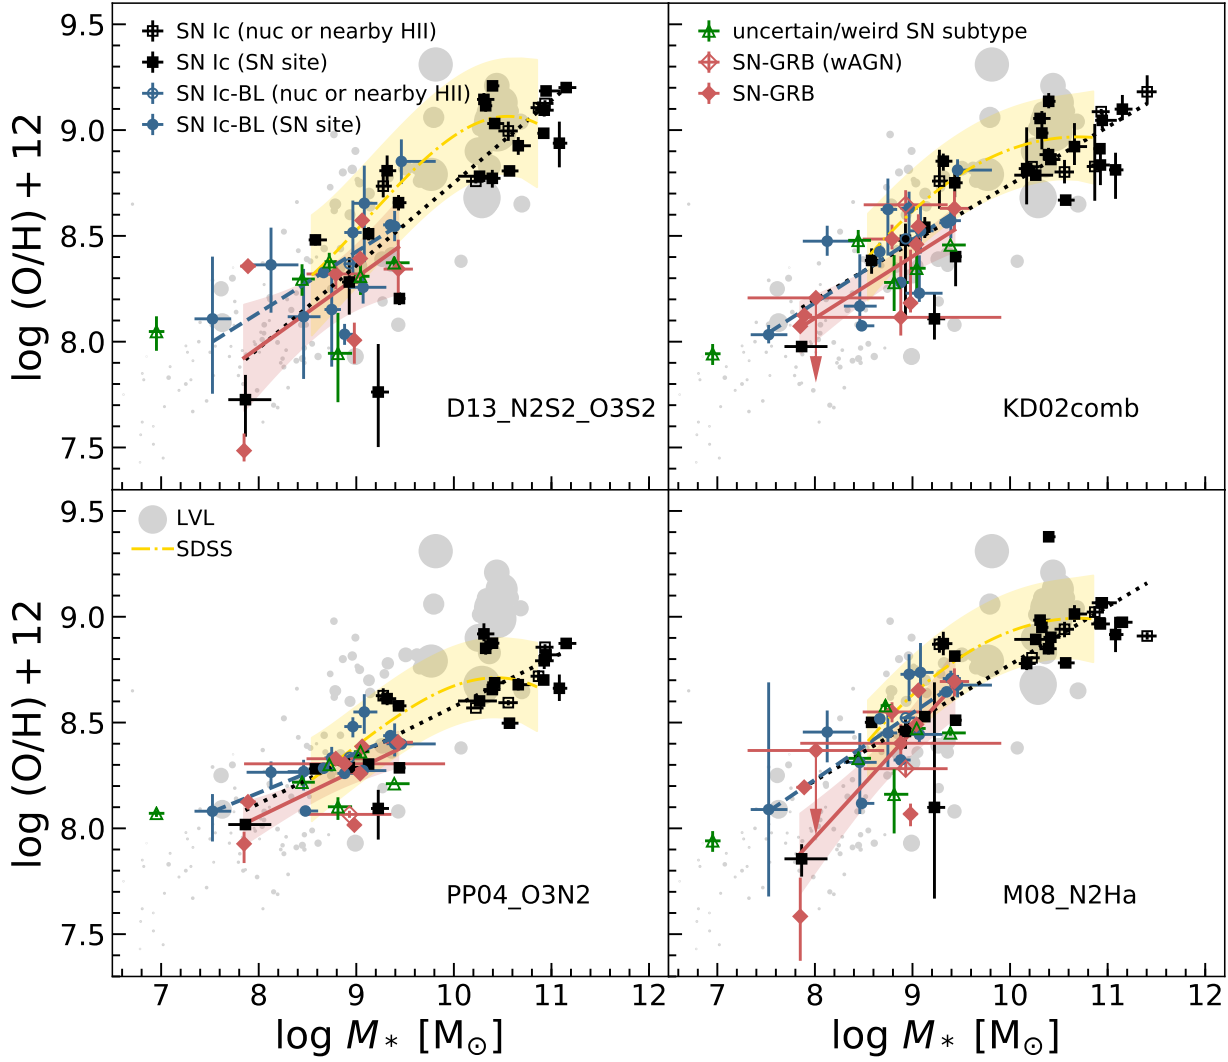 9.5
9.0
8.5
8.0
7.5
log (O/H) + 12
SN Ic (nuc or nearby HII)
SN Ic (SN site)
SN Ic-BL (nuc or nearby HII)
SN Ic-BL (SN site)
D13_N2S2_O3S2
uncertain/weird SN subtype
SN-GRB (wAGN)
SN-GRB
KD02comb
9.5
9.0
8.5
8.0
7.5
log (O/H) + 12
LVL
SDSS
PP04_O3N2
M08_N2Ha
7 8 9 10 11 12
7 8 9 10 11 12
log M* [M⊙]
log M* [M⊙]